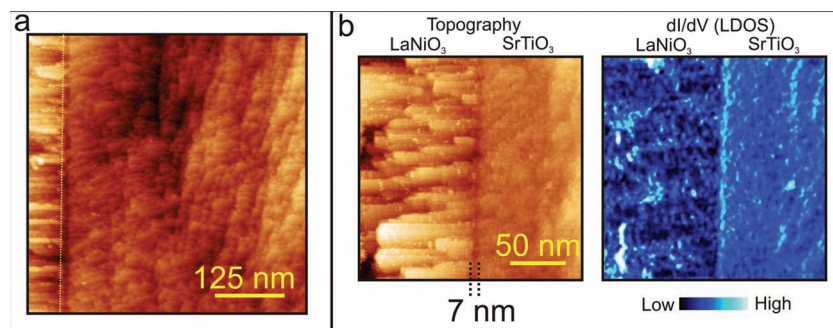 a
125 nm
b
Topography
LaNiO₃ SrTiO₃
50 nm
7 nm
dI/dV (LDOS)
LaNiO₃ SrTiO₃
Low High